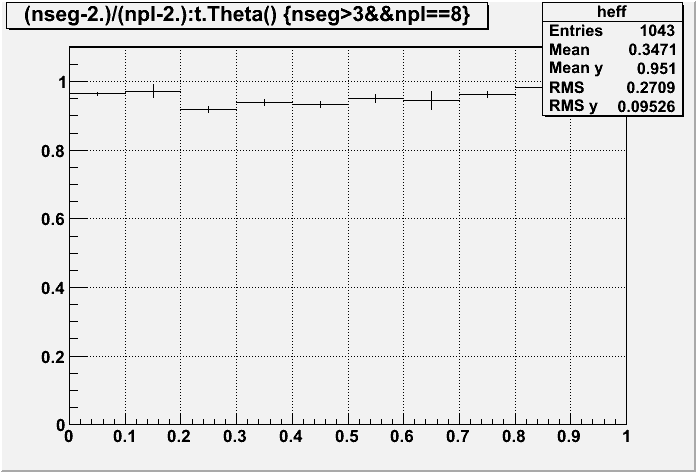 (nseg-2.)/(npl-2.):t.Theta() {nseg>3&&npl==8}
heff
Entries 1043
Mean 0.3471
Mean y 0.951
RMS 0.2709
RMS y 0.09526
1
0.8
0.6
0.4
0.2
0
0 0.1 0.2 0.3 0.4 0.5 0.6 0.7 0.8 0.9 1